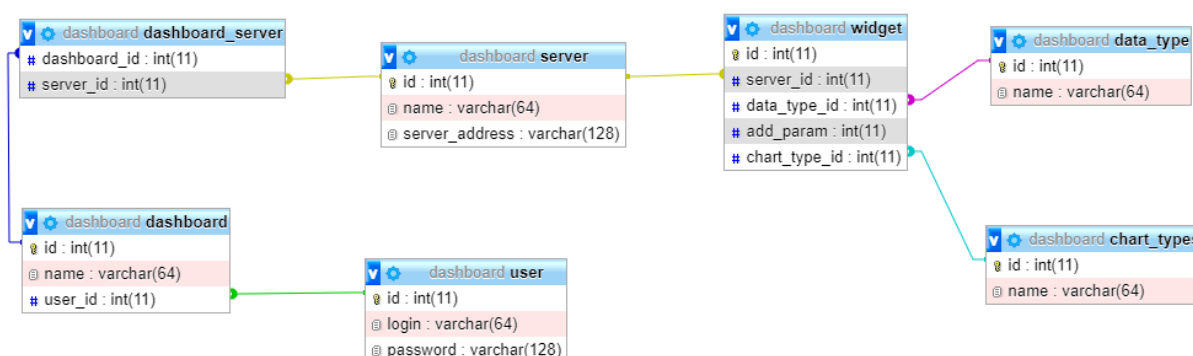 dashboard dashboard_server
dashboard_id : int(11)
server_id : int(11)
dashboard server
id : int(11)
name : varchar(64)
server_address : varchar(128)
dashboard widget
id : int(11)
server_id : int(11)
data_type_id : int(11)
add_param : int(11)
chart_type_id : int(11)
dashboard data_type
id : int(11)
name : varchar(64)
dashboard dashboard
id : int(11)
name : varchar(64)
user_id : int(11)
dashboard user
id : int(11)
login : varchar(64)
password : varchar(128)
dashboard chart_types
id : int(11)
name : varchar(64)